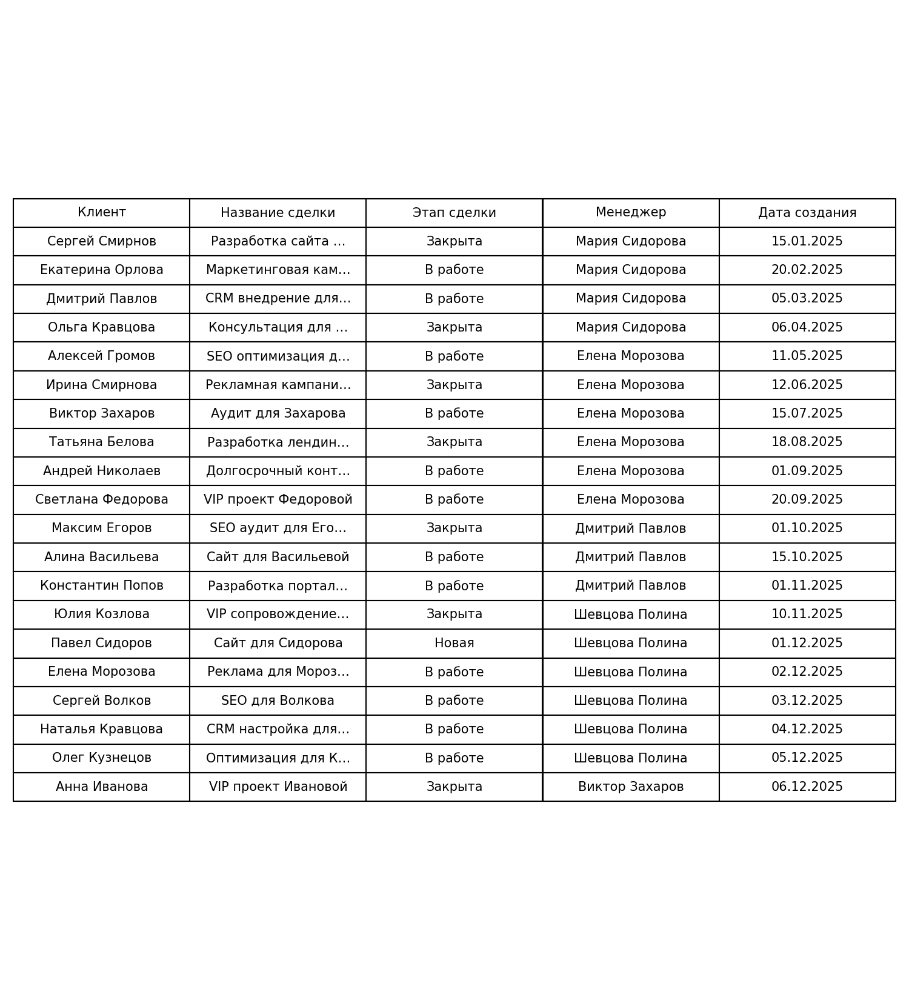 Клиент Название сделки Этап сделки Менеджер Дата создания
Сергей Смирнов Разработка сайта ... Закрыта Мария Сидорова 15.01.2025
Екатерина Орлова Маркетинговая кам... В работе Мария Сидорова 20.02.2025
Дмитрий Павлов CRM внедрение для... В работе Мария Сидорова 05.03.2025
Ольга Кравцова Консультация для ... Закрыта Мария Сидорова 06.04.2025
Алексей Громов SEO оптимизация д... В работе Елена Морозова 11.05.2025
Ирина Смирнова Рекламная кампани... Закрыта Елена Морозова 12.06.2025
Виктор Захаров Аудит для Захарова В работе Елена Морозова 15.07.2025
Татьяна Белова Разработка лендин... Закрыта Елена Морозова 18.08.2025
Андрей Николаев Долгосрочный конт... В работе Елена Морозова 01.09.2025
Светлана Федорова VIP проект Федоровой В работе Елена Морозова 20.09.2025
Максим Егоров SEO аудит для Его... Закрыта Дмитрий Павлов 01.10.2025
Алина Васильева Сайт для Васильевой В работе Дмитрий Павлов 15.10.2025
Константин Попов Разработка портал... В работе Дмитрий Павлов 01.11.2025
Юлия Козлова VIP сопровождение... Закрыта Шевцова Полина 10.11.2025
Павел Сидоров Сайт для Сидорова Новая Шевцова Полина 01.12.2025
Елена Морозова Реклама для Мороз... В работе Шевцова Полина 02.12.2025
Сергей Волков SEO для Волкова В работе Шевцова Полина 03.12.2025
Наталья Кравцова CRM настройка для... В работе Шевцова Полина 04.12.2025
Олег Кузнецов Оптимизация для К... В работе Шевцова Полина 05.12.2025
Анна Иванова VIP проект Ивановой Закрыта Виктор Захаров 06.12.2025